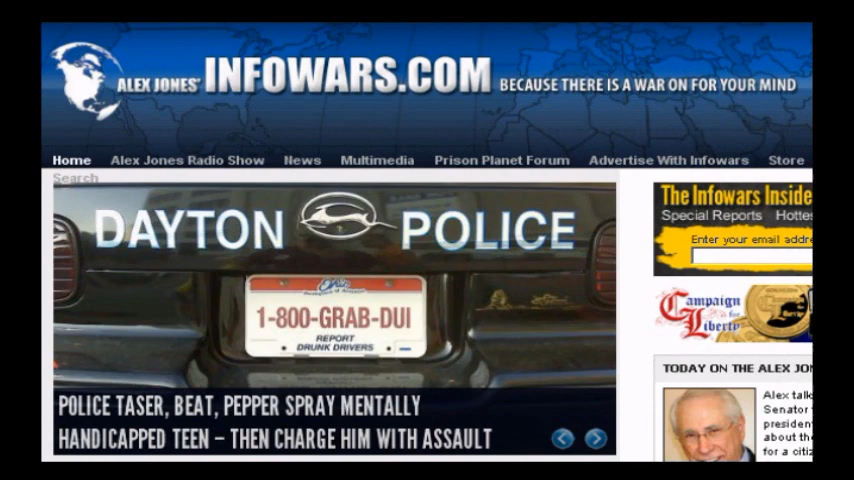 ALEX JONES' INFOWARS.COM BECAUSE THERE IS A WAR ON FOR YOUR MIND
Home Alex Jones Radio Show News Multimedia Prison Planet Forum Advertise With Infowars Store
Search
DAYTON POLICE
1-800-GRAB-DUI
REPORT
DRUNK DRIVERS
POLICE TASER, BEAT, PEPPER SPRAY MENTALLY
HANDICAPPED TEEN – THEN CHARGE HIM WITH ASSAULT
The Infowars Inside
Special Reports Hottes
Enter your email addre
Campaign
for
Liberty
TODAY ON THE ALEX JON
Alex talk
Senator
presiden
about th
for a citiz